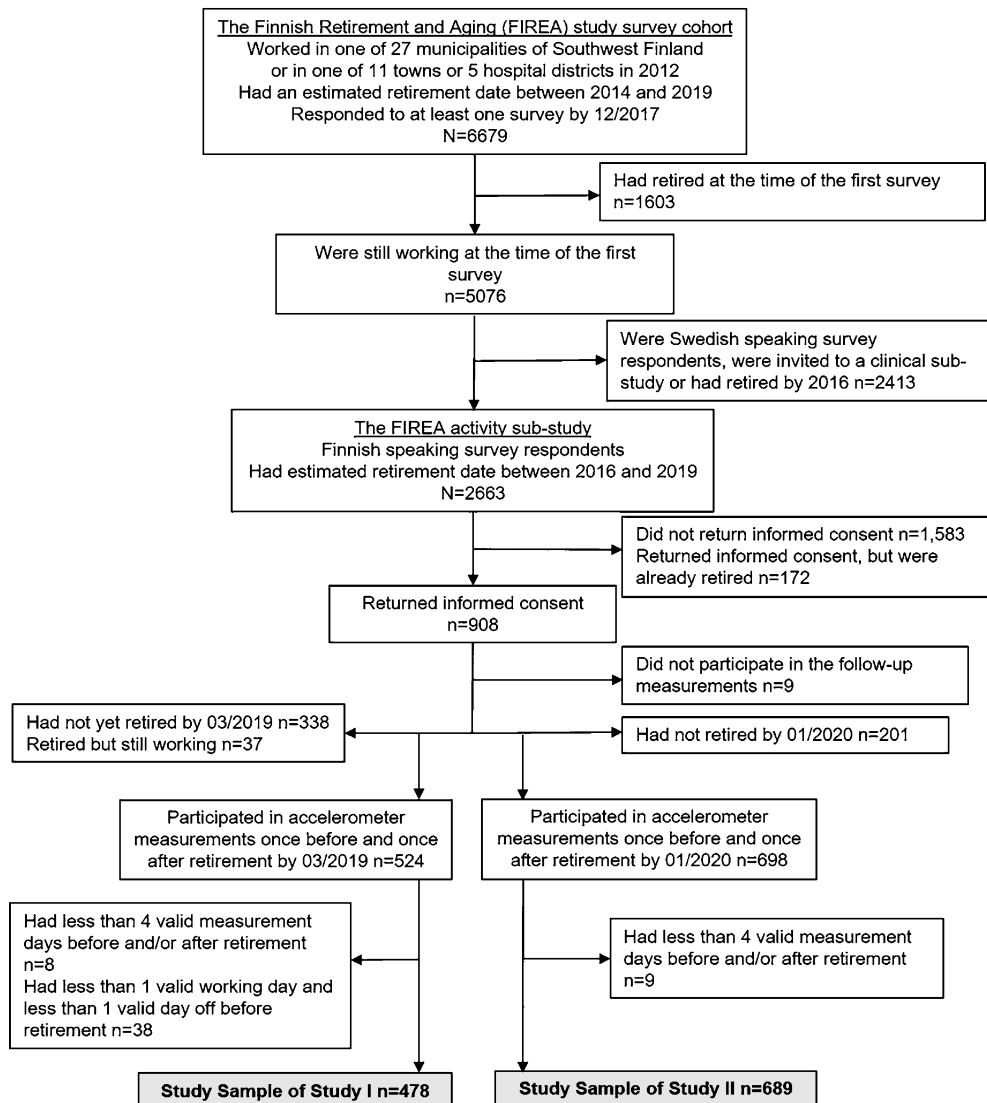 The Finnish Retirement and Aging (FIREA) study survey cohort
Worked in one of 27 municipalities of Southwest Finland
or in one of 11 towns or 5 hospital districts in 2012
Had an estimated retirement date between 2014 and 2019
Responded to at least one survey by 12/2017
N=6679
Had retired at the time of the first survey
n=1603
Were still working at the time of the first
survey
n=5076
Were Swedish speaking survey
respondents, were invited to a clinical sub-
study or had retired by 2016 n=2413
The FIREA activity sub-study
Finnish speaking survey respondents
Had estimated retirement date between 2016 and 2019
N=2663
Did not return informed consent n=1,583
Returned informed consent, but were
already retired n=172
Returned informed consent
n=908
Did not participate in the follow-up
measurements n=9
Had not yet retired by 03/2019 n=338
Retired but still working n=37
Had not retired by 01/2020 n=201
Participated in accelerometer
measurements once before and once
after retirement by 03/2019 n=524
Participated in accelerometer
measurements once before and once
after retirement by 01/2020 n=698
Had less than 4 valid measurement
days before and/or after retirement
n=8
Had less than 1 valid working day and
less than 1 valid day off before
retirement n=38
Had less than 4 valid measurement
days before and/or after retirement
n=9
Study Sample of Study I n=478
Study Sample of Study II n=689